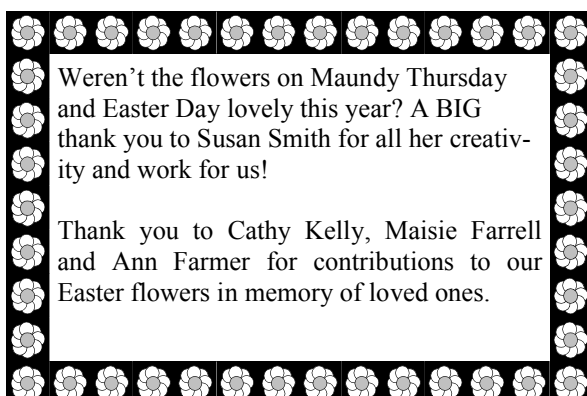 Weren’t the flowers on Maundy Thursday
and Easter Day lovely this year? A BIG
thank you to Susan Smith for all her creativ-
ity and work for us!
Thank you to Cathy Kelly, Maisie Farrell
and Ann Farmer for contributions to our
Easter flowers in memory of loved ones.